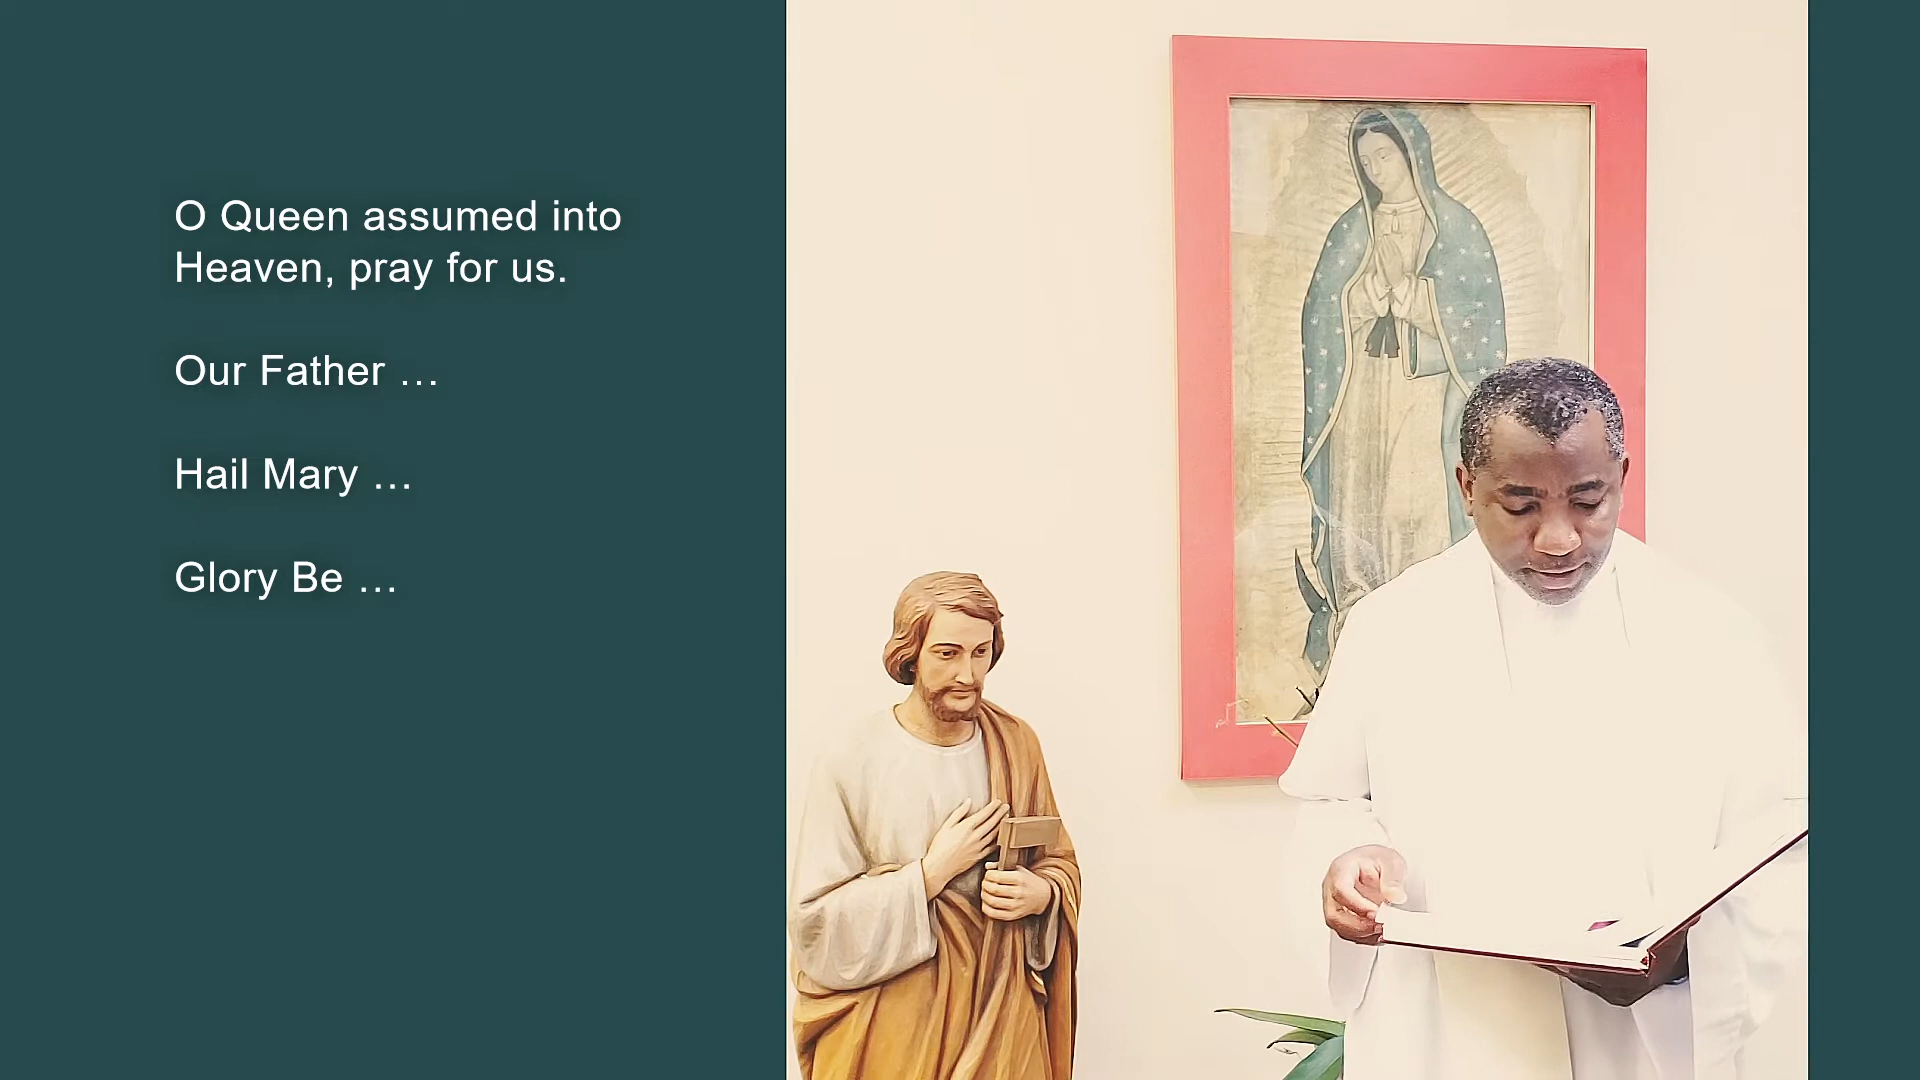 O Queen assumed into
Heaven, pray for us.
Our Father …
Hail Mary …
Glory Be …